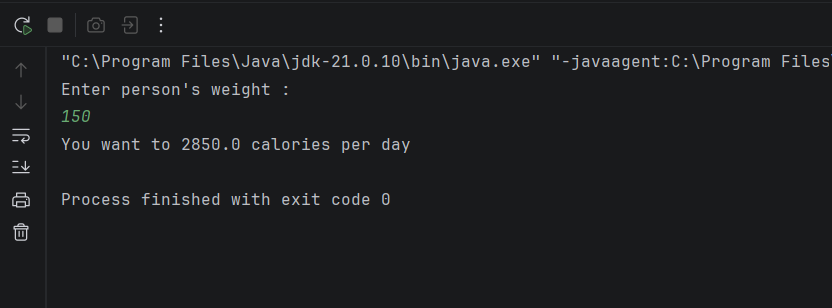 "C:\Program Files\Java\jdk-21.0.10\bin\java.exe" "-javaagent:C:\Program Files
Enter person's weight :
150
You want to 2850.0 calories per day
Process finished with exit code 0